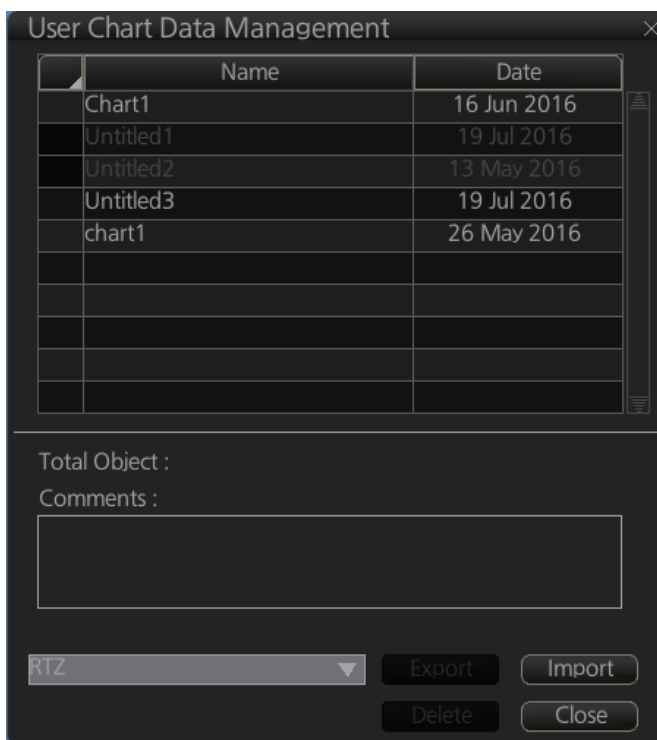 User Chart Data Management
Name Date
Chart1 16 Jun 2016
Untitled1 19 Jul 2016
Untitled2 13 May 2016
Untitled3 19 Jul 2016
chart1 26 May 2016
Total Object :
Comments :
RTZ Export Import
Delete Close